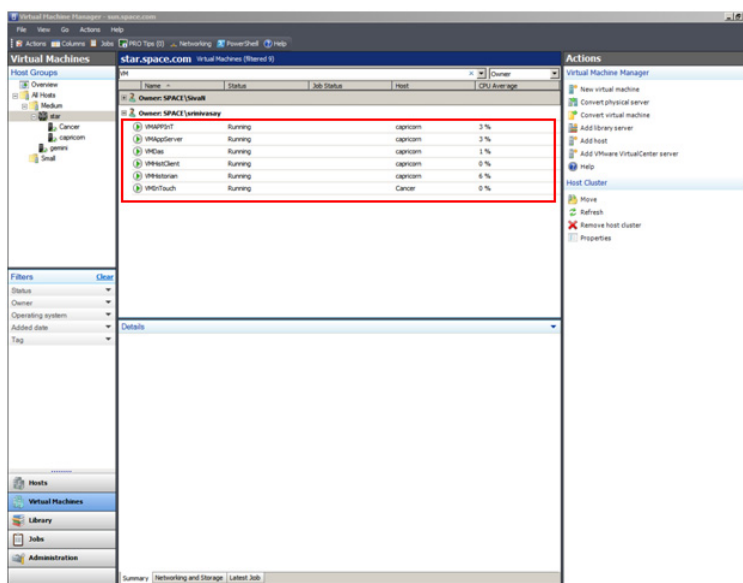 Virtual Machine Manager - sun.space.com
File View Go Actions Help
Actions Columns Jobs PRO Tips (0) Networking PowerShell Help
Virtual Machines
Host Groups
Overview
All Hosts
Medium
star
Cancer
capricorn
gemini
Small
Filters Clear
Status
Owner
Operating system
Added date
Tag
Hosts
Virtual Machines
Library
Jobs
Administration
star.space.com Virtual Machines (filtered 9)
VM Owner
Name Status Job Status Host CPU Average
Owner: SPACE\Sivali
Owner: SPACE\srinivasay
VMAPPInT Running capricorn 3 %
VMAppServer Running capricorn 3 %
VMDas Running capricorn 1 %
VMHistClient Running capricorn 0 %
VMHistorian Running capricorn 6 %
VMInTouch Running Cancer 0 %
Details
Summary Networking and Storage Latest Job
Actions
Virtual Machine Manager
New virtual machine
Convert physical server
Convert virtual machine
Add library server
Add host
Add VMware VirtualCenter server
Help
Host Cluster
Move
Refresh
Remove host cluster
Properties